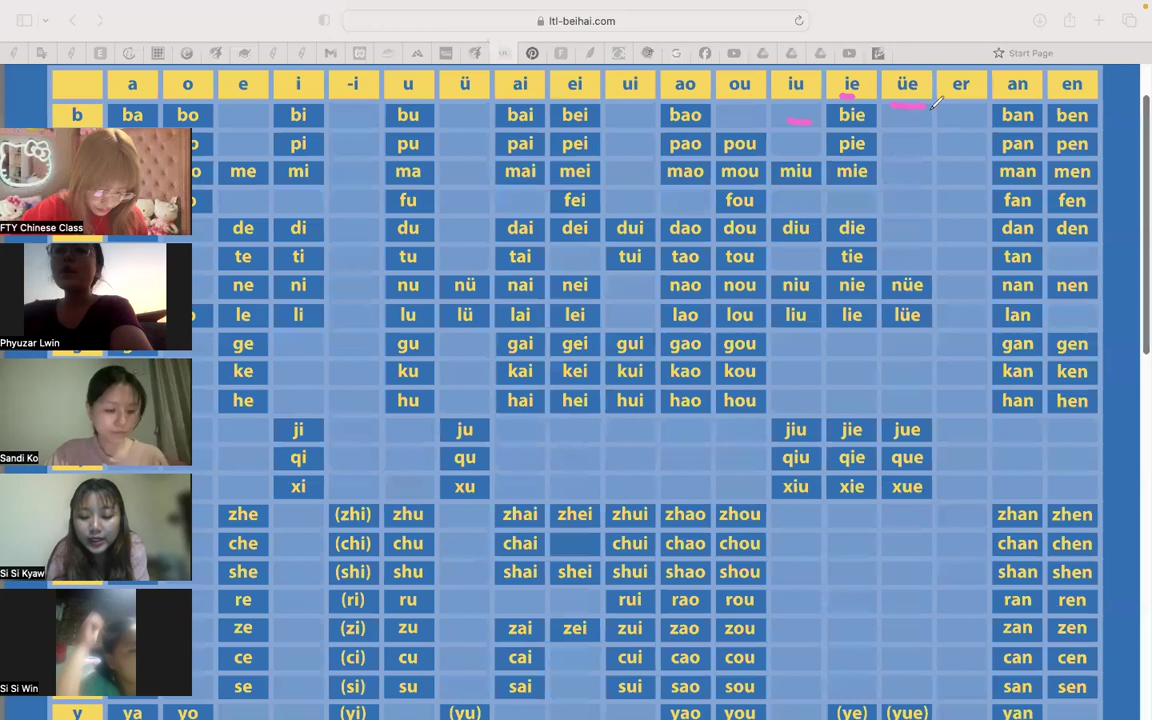 ltl-beihai.com
Start Page
a o e i -i u ü ai ei ui ao ou iu ie üe er an en
b ba bo bi bu bai bei bao bie ban ben
o pi pu pai pei pao pou pie pan pen
o me mi ma mai mei mao mou miu mie man men
o fu fei fou fan fen
FTY Chinese Class
de di du dai dei dui dao dou diu die dan den
te ti tu tai tui tao tou tie tan
ne ni nu nü nai nei nao nou niu nie nüe nan nen
o le li lu lü lai lei lao lou liu lie lüe lan
Phyuzar Lwin
ge gu gai gei gui gao gou gan gen
ke ku kai kei kui kao kou kan ken
he hu hai hei hui hao hou han hen
ji ju jiu jie jue
qi qu qiu qie que
Sandi Ko
xi xu xiu xie xue
zhe (zhi) zhu zhai zhei zhui zhao zhou zhan zhen
che (chi) chu chai chui chao chou chan chen
she (shi) shu shai shei shui shao shou shan shen
Si Si Kyaw
re (ri) ru rui rao rou ran ren
ze (zi) zu zai zei zui zao zou zan zen
ce (ci) cu cai cui cao cou can cen
se (si) su sai sui sao sou san sen
Si Si Win
y ya yo (yi) (yu) yao you (ye) (yue) yan